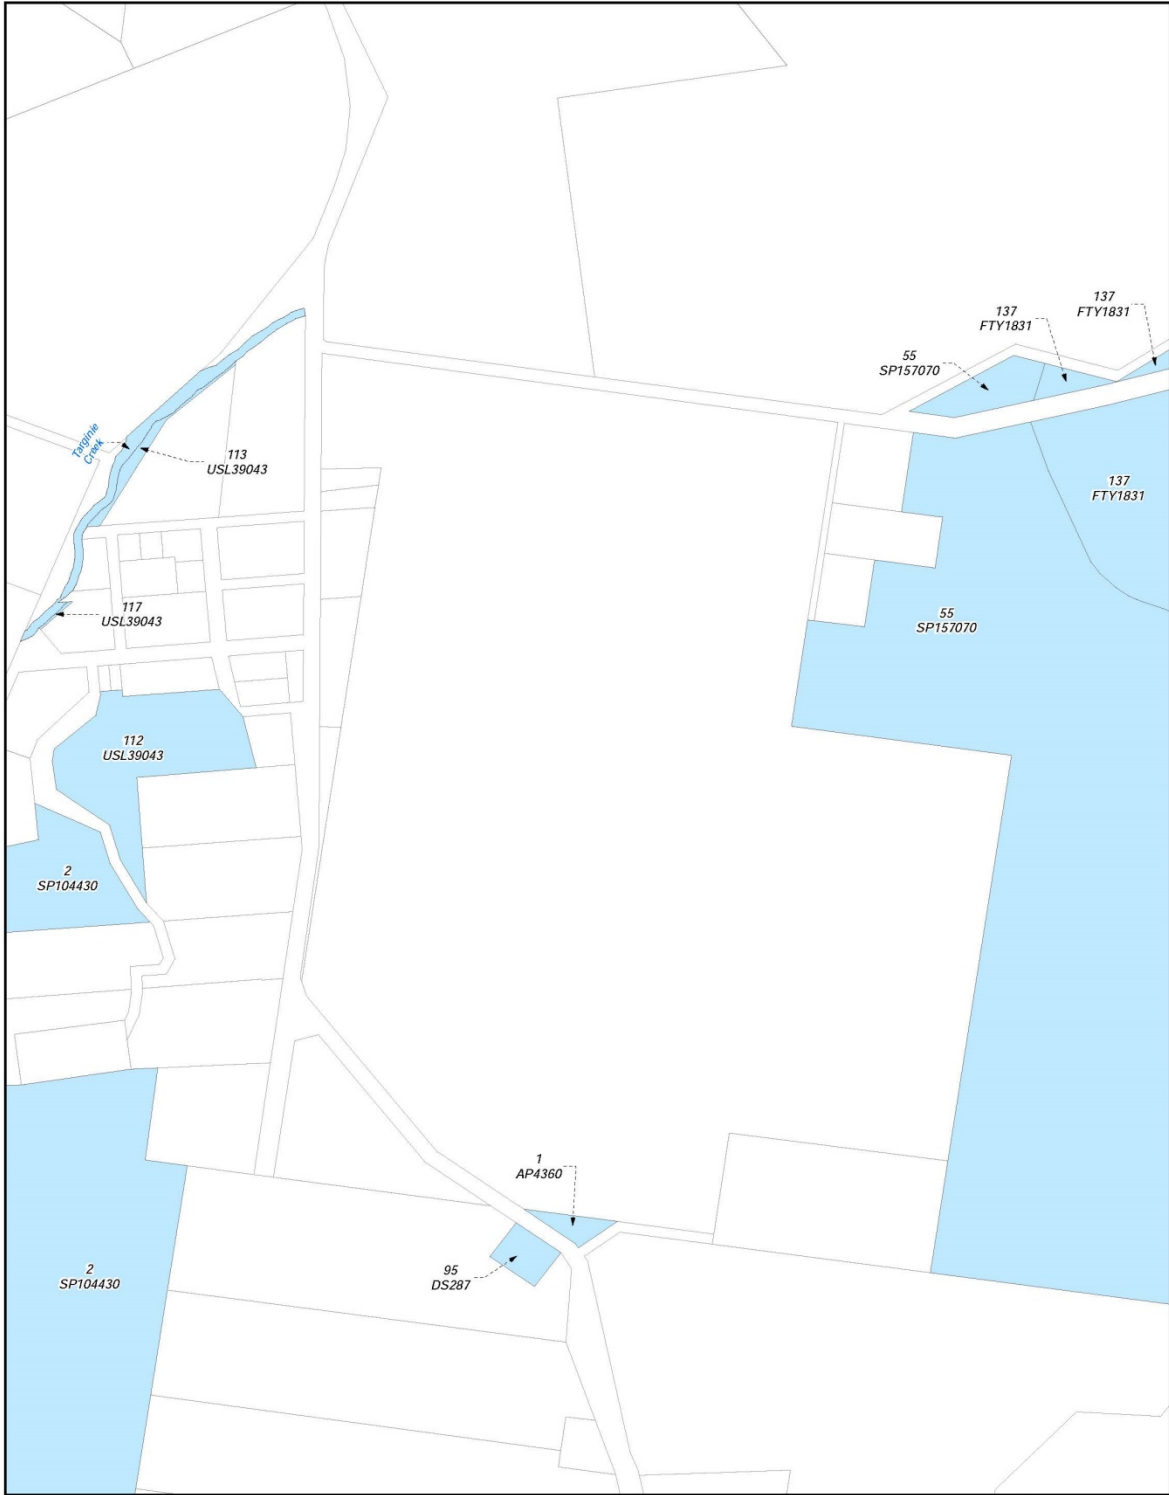 137
FTY1831
137
FTY1831
55
SP157070
Targinie
Creek
113
USL39043
137
FTY1831
117
USL39043
55
SP157070
112
USL39043
2
SP104430
1
AP4360
95
DS287
2
SP104430